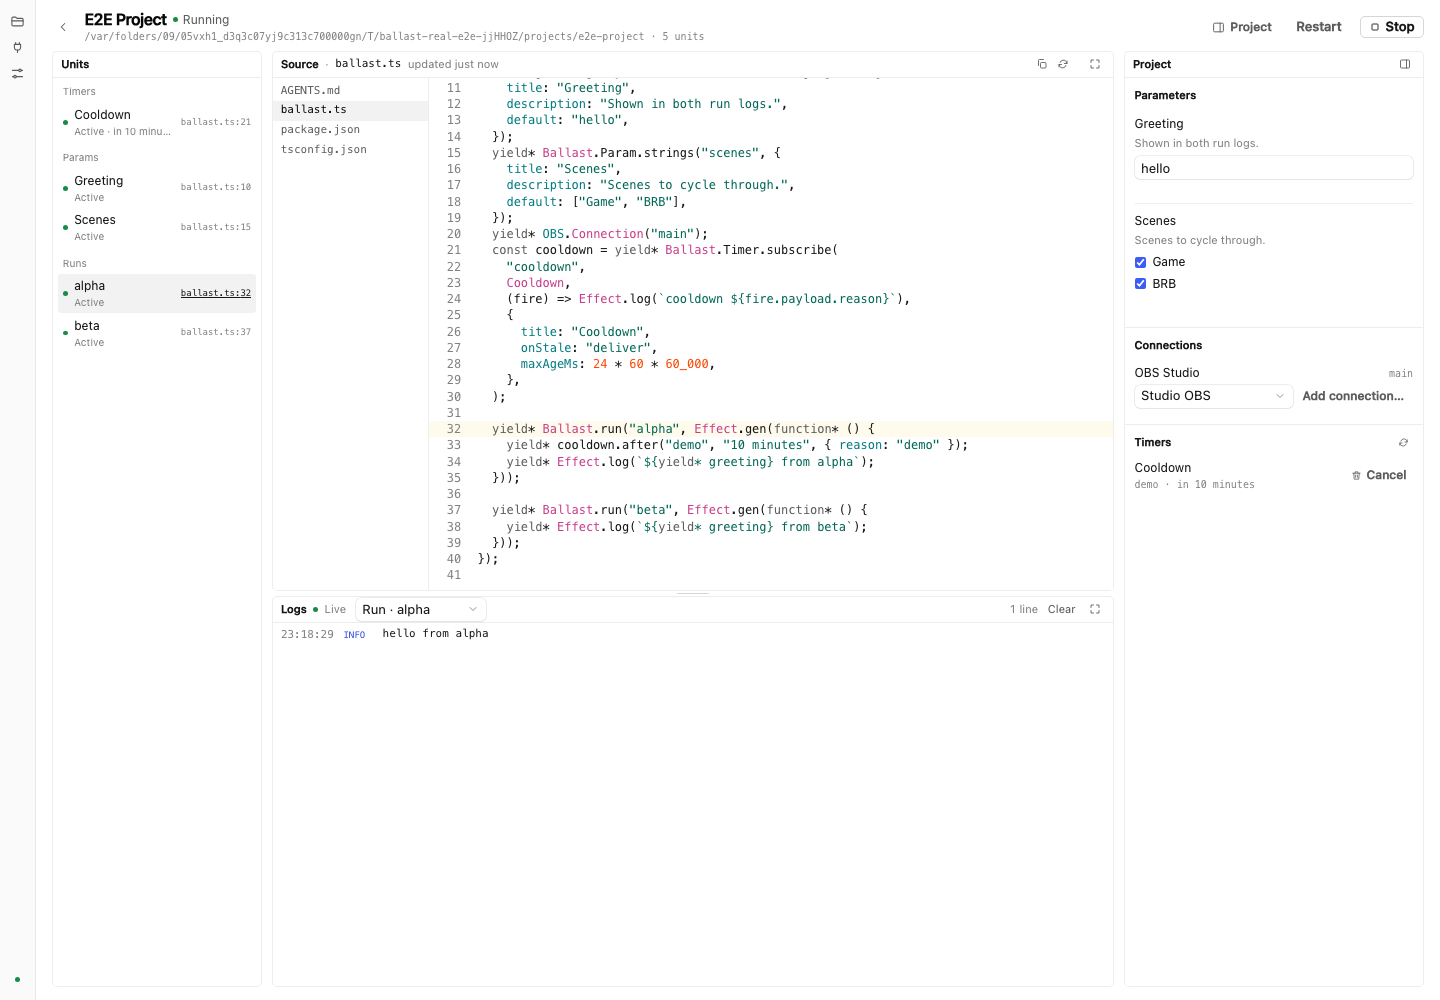 E2E Project Running
/var/folders/09/05vxh1_d3q3c07yj9c313c700000gn/T/ballast-real-e2e-jjHHOZ/projects/e2e-project · 5 units
Project Restart Stop
Units
Timers
Cooldown
Active · in 10 minu... ballast.ts:21
Params
Greeting
Active ballast.ts:10
Scenes
Active ballast.ts:15
Runs
alpha
Active ballast.ts:32
beta
Active ballast.ts:37
Source · ballast.ts updated just now
AGENTS.md
ballast.ts
package.json
tsconfig.json
11 title: "Greeting",
12 description: "Shown in both run logs.",
13 default: "hello",
14 });
15 yield* Ballast.Param.strings("scenes", {
16 title: "Scenes",
17 description: "Scenes to cycle through.",
18 default: ["Game", "BRB"],
19 });
20 yield* OBS.Connection("main");
21 const cooldown = yield* Ballast.Timer.subscribe(
22 "cooldown",
23 Cooldown,
24 (fire) => Effect.log(`cooldown ${fire.payload.reason}`),
25 {
26 title: "Cooldown",
27 onStale: "deliver",
28 maxAgeMs: 24 * 60 * 60_000,
29 },
30 );
31
32 yield* Ballast.run("alpha", Effect.gen(function* () {
33 yield* cooldown.after("demo", "10 minutes", { reason: "demo" });
34 yield* Effect.log(`${yield* greeting} from alpha`);
35 }));
36
37 yield* Ballast.run("beta", Effect.gen(function* () {
38 yield* Effect.log(`${yield* greeting} from beta`);
39 }));
40 });
41
Logs Live Run · alpha 1 line Clear
23:18:29 INFO hello from alpha
Project
Parameters
Greeting
Shown in both run logs.
hello
Scenes
Scenes to cycle through.
Game
BRB
Connections
OBS Studio main
Studio OBS Add connection...
Timers
Cooldown
demo · in 10 minutes Cancel